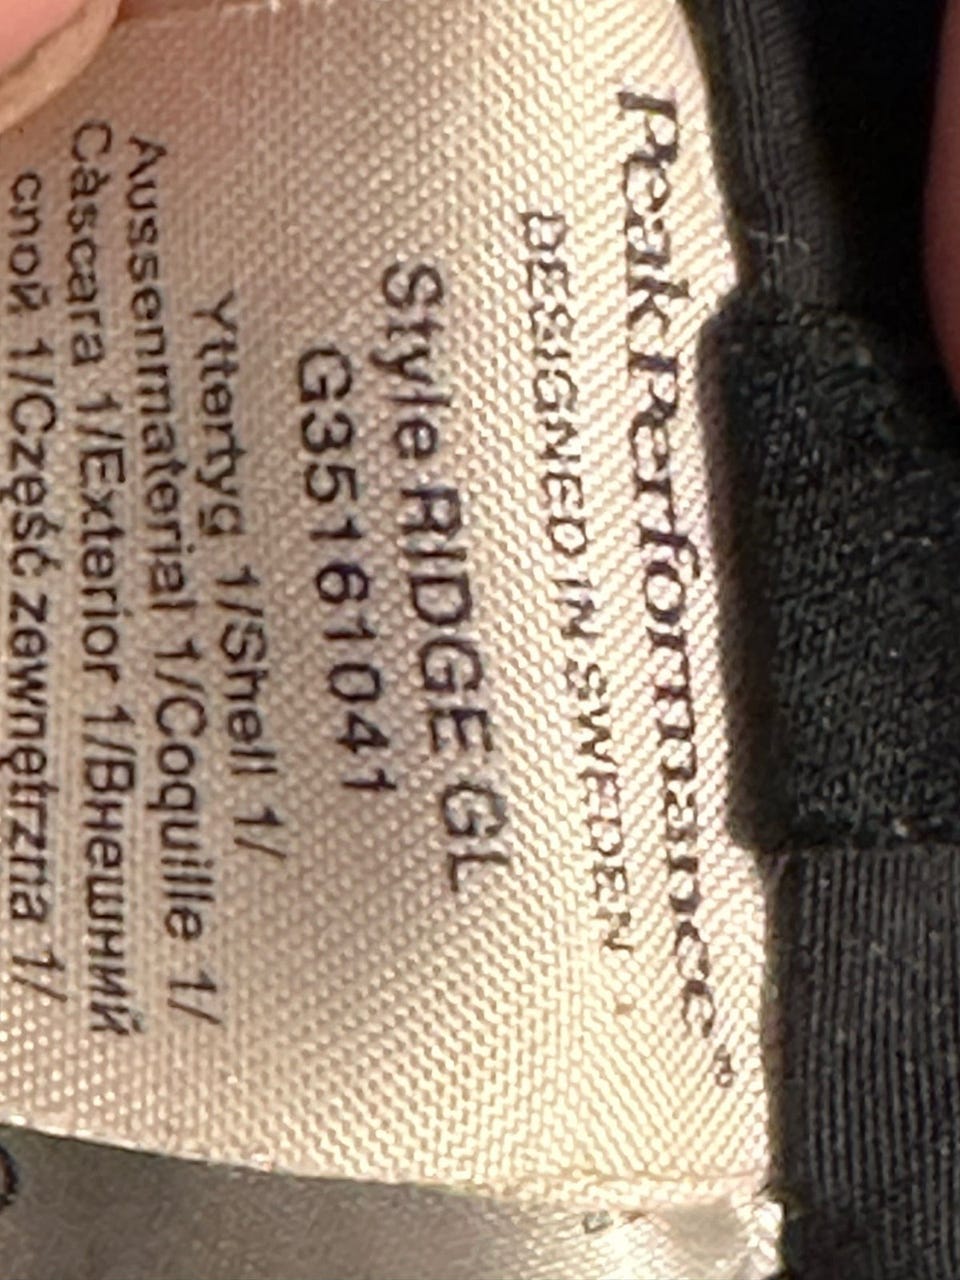 Peak Performance®
DESIGNED IN SWEDEN
Style RIDGE GL
G35161041
Yttertyg 1/Shell 1/
Aussenmaterial 1/Coquille 1/
Càscara 1/Exterior 1/Внешний
слой 1/Część zewnętrzna 1/